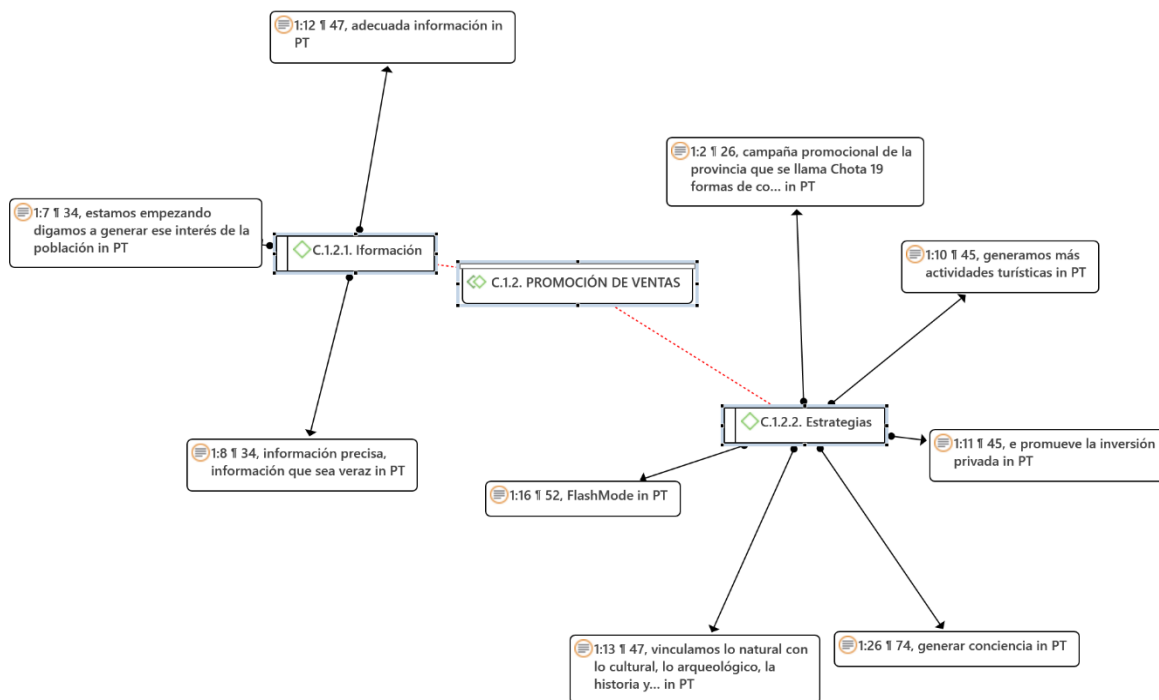 1:12 ¶ 47, adecuada información in
PT
1:2 ¶ 26, campaña promocional de la
provincia que se llama Chota 19
formas de co... in PT
1:7 ¶ 34, estamos empezando
digamos a generar ese interés de la
población in PT
C.1.2.1. Iformación
C.1.2. PROMOCIÓN DE VENTAS
1:10 ¶ 45, generamos más
actividades turísticas in PT
C.1.2.2. Estrategias
1:8 ¶ 34, información precisa,
información que sea veraz in PT
1:11 ¶ 45, e promueve la inversión
privada in PT
1:16 ¶ 52, FlashMode in PT
1:13 ¶ 47, vinculamos lo natural con
lo cultural, lo arqueológico, la
historia y... in PT
1:26 ¶ 74, generar conciencia in PT